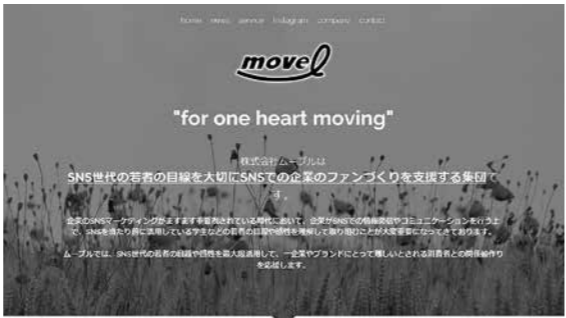 home news service Instagram company contact
movel
"for one heart moving"
株式会社ムーブルは
SNS世代の若者の目線を大切にSNSでの企業のファンづくりを支援する集団で
す。
企業のSNSマーケティングがますます重要視されている時代において、企業がSNSでの情報発信やコミュニケーションを行う上
で、SNSを当たり前に活用している学生などの若者の目線や感性を理解して取り組むことが大変重要になってきております。
ムーブルでは、SNS世代の若者の目線や感性を最大限活用して、一企業やブランドにとって難しいとされる消費者との関係値作り
を応援します。